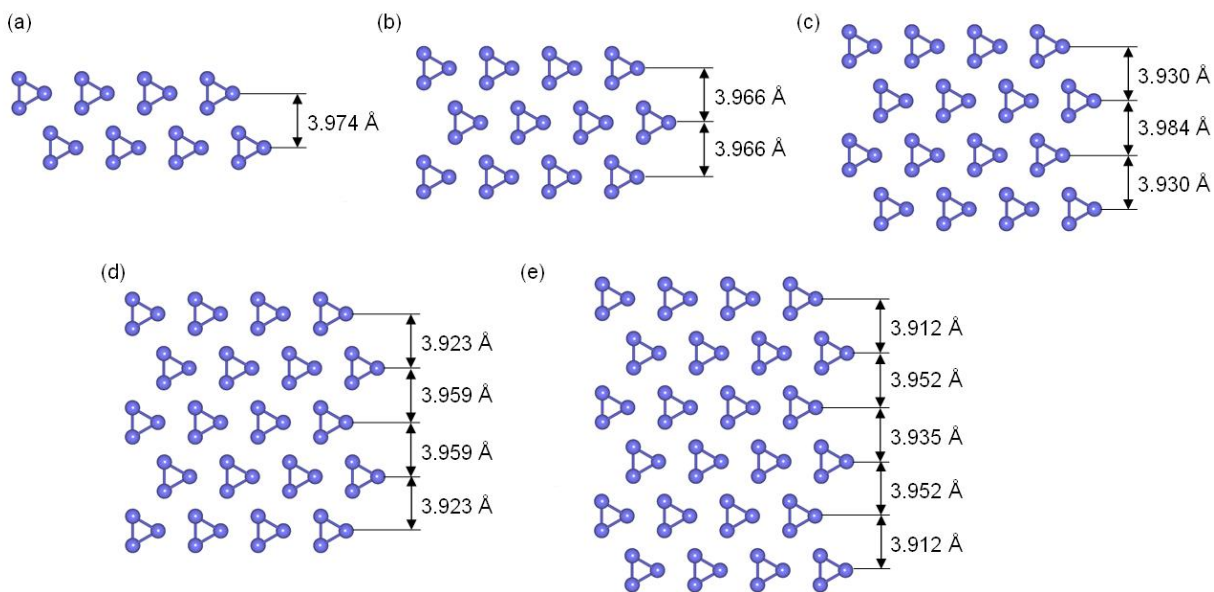 (a)
3.974 Å
(b)
3.966 Å
3.966 Å
(c)
3.930 Å
3.984 Å
3.930 Å
(d)
3.923 Å
3.959 Å
3.959 Å
3.923 Å
(e)
3.912 Å
3.952 Å
3.935 Å
3.952 Å
3.912 Å